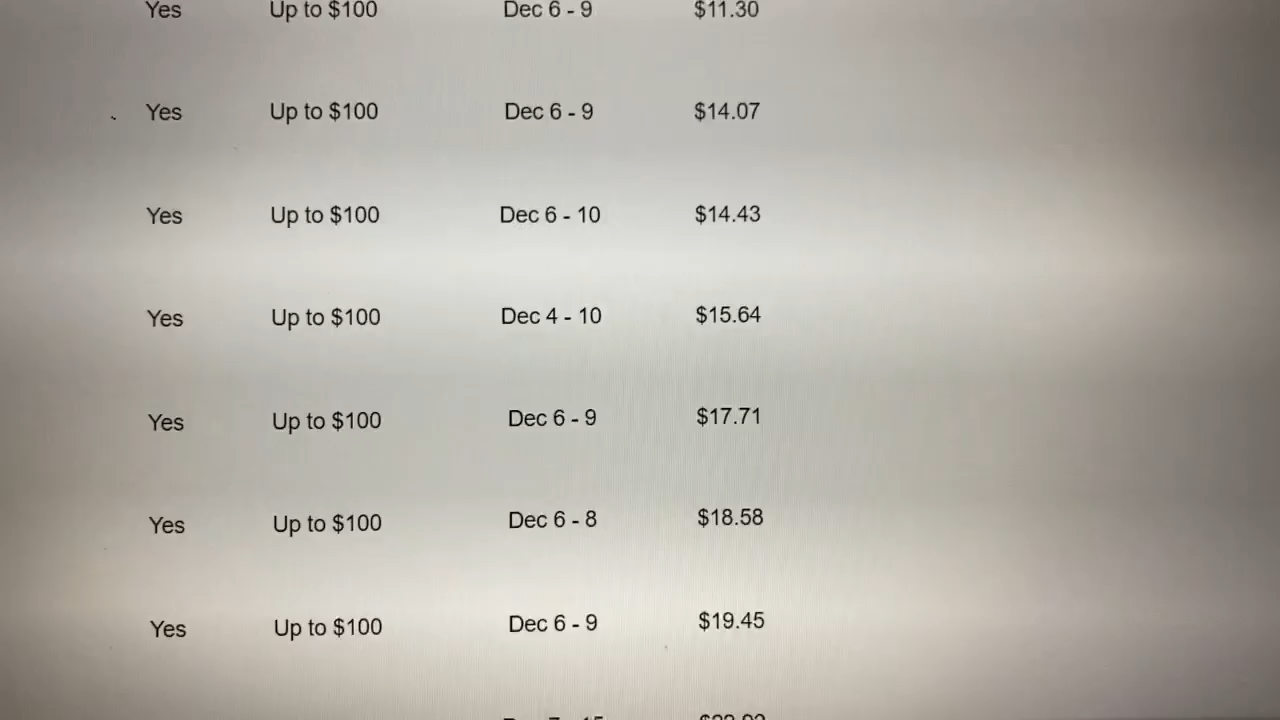 Yes Up to $100 Dec 6 - 9 $11.30
Yes Up to $100 Dec 6 - 9 $14.07
Yes Up to $100 Dec 6 - 10 $14.43
Yes Up to $100 Dec 4 - 10 $15.64
Yes Up to $100 Dec 6 - 9 $17.71
Yes Up to $100 Dec 6 - 8 $18.58
Yes Up to $100 Dec 6 - 9 $19.45